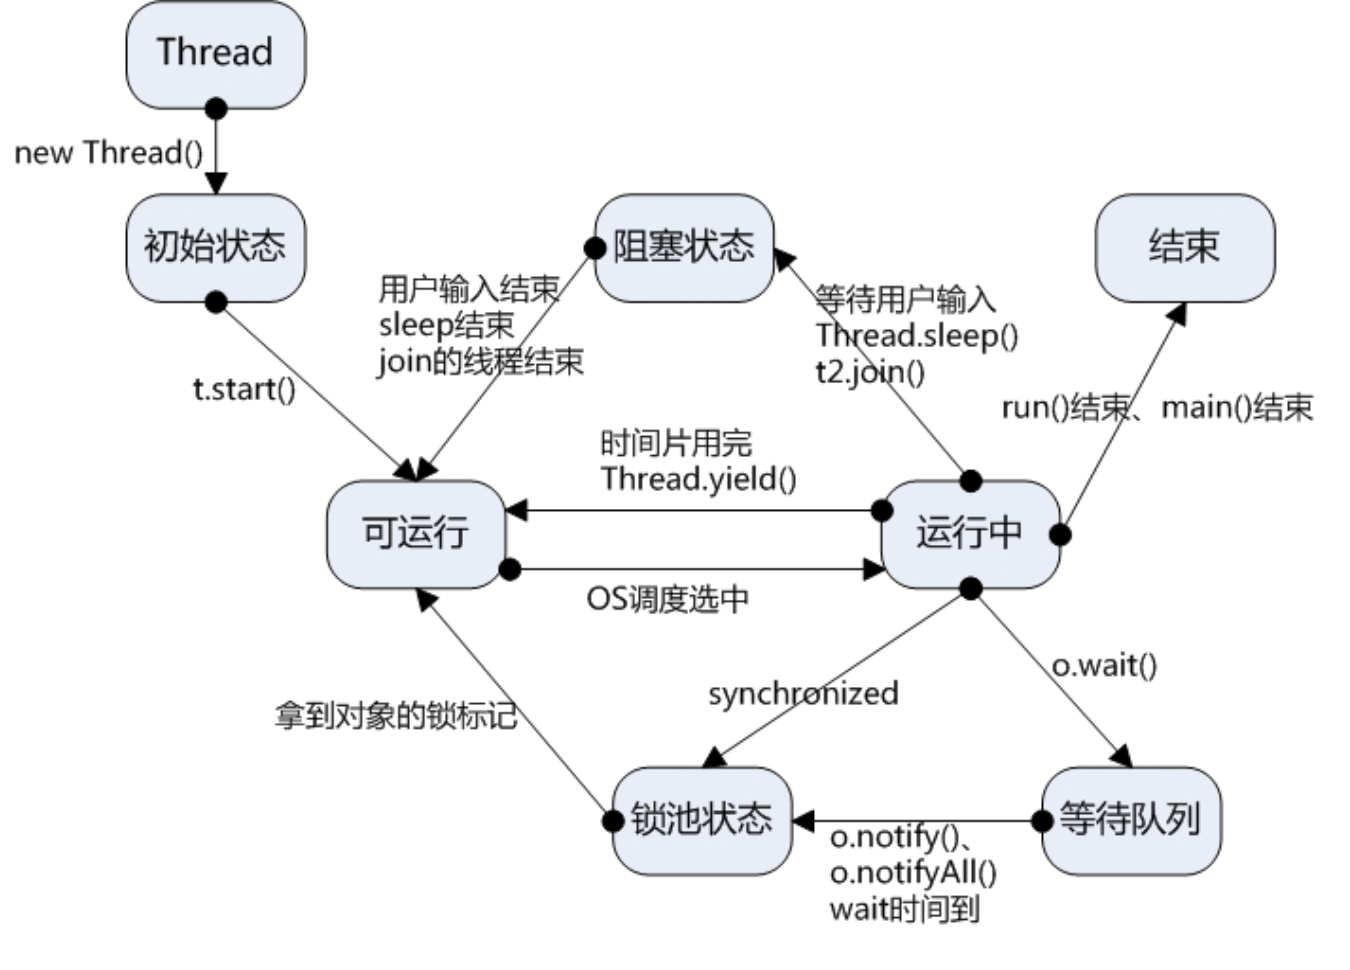 Thread
new Thread()
初始状态
阻塞状态
结束
用户输入结束
sleep结束
join的线程结束
等待用户输入
Thread.sleep()
t2.join()
t.start()
run()结束、main()结束
时间片用完
Thread.yield()
可运行
运行中
OS调度选中
o.wait()
synchronized
拿到对象的锁标记
锁池状态
等待队列
o.notify()、
o.notifyAll()
wait时间到